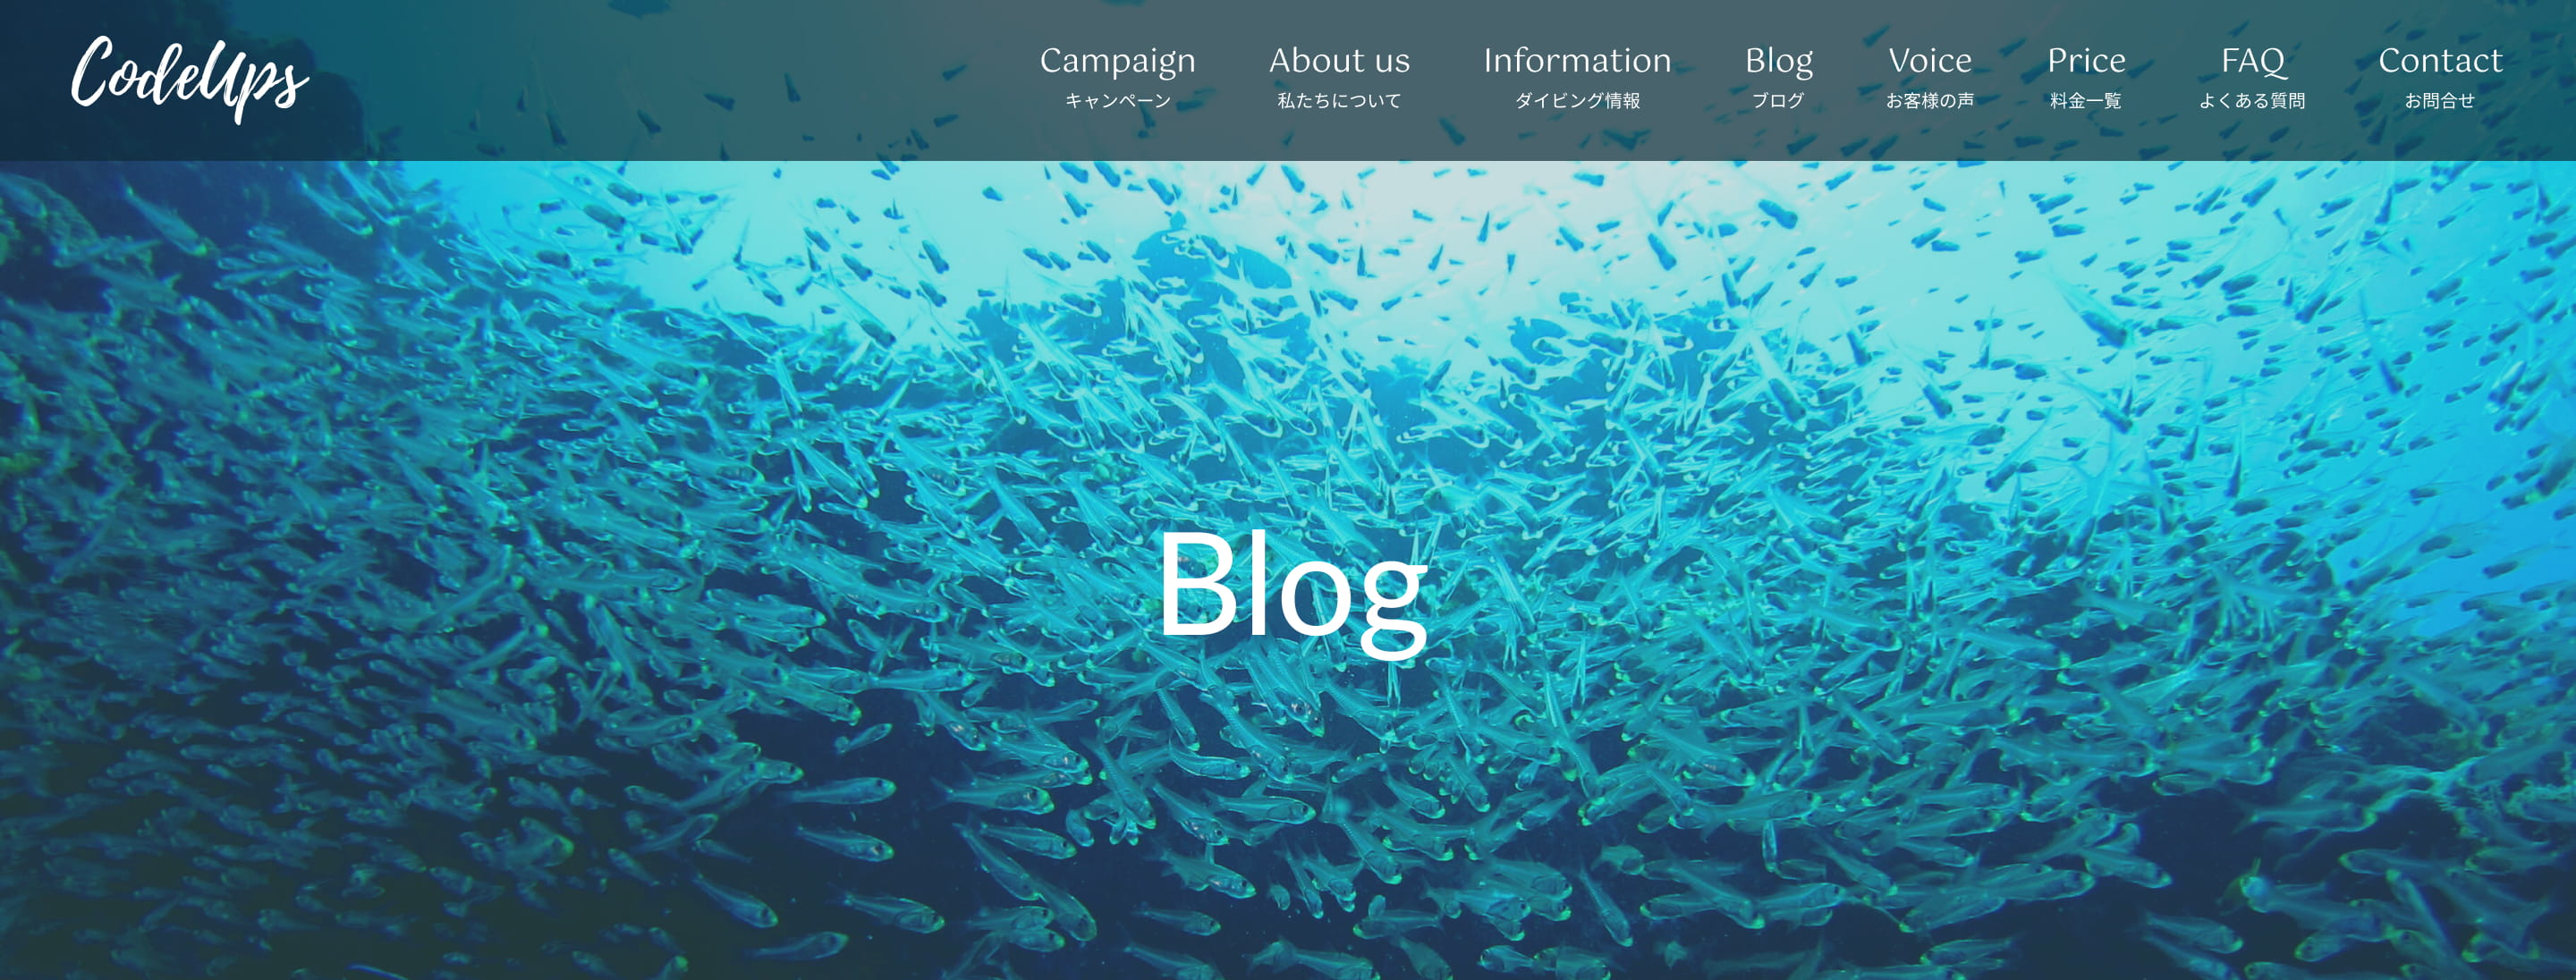 CodeUps
Campaign
キャンペーン
About us
私たちについて
Information
ダイビング情報
Blog
ブログ
Voice
お客様の声
Price
料金一覧
FAQ
よくある質問
Contact
お問合せ
Blog